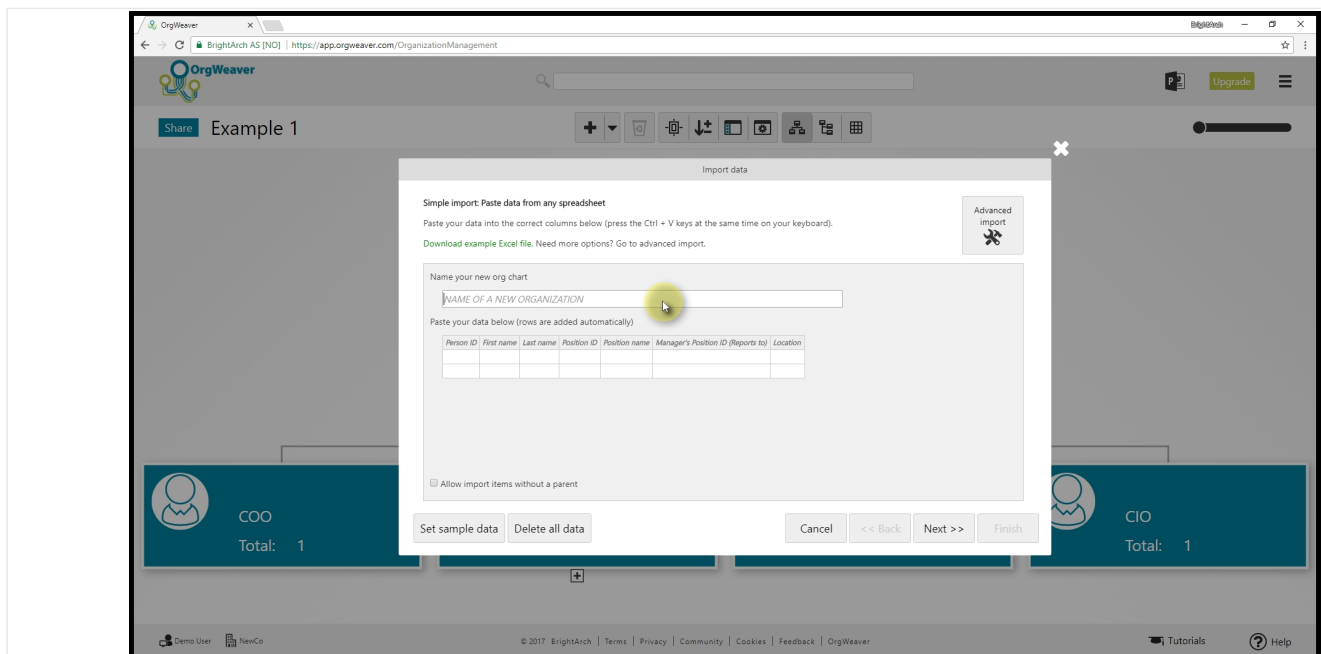 OrgWeaver
BrightArch AS [NO] | https://app.orgweaver.com/OrganizationManagement
OrgWeaver
Upgrade
Share Example 1
Import data
Simple import: Paste data from any spreadsheet
Paste your data into the correct columns below (press the Ctrl + V keys at the same time on your keyboard).
Download example Excel file. Need more options? Go to advanced import.
Advanced
import
Name your new org chart
NAME OF A NEW ORGANIZATION
Paste your data below (rows are added automatically)
Person ID First name Last name Position ID Position name Manager's Position ID (Reports to) Location
Allow import items without a parent
Set sample data Delete all data Cancel << Back Next >> Finish
COO
Total: 1
CIO
Total: 1
Demo User NewCo © 2017 BrightArch | Terms | Privacy | Community | Cookies | Feedback | OrgWeaver Tutorials ? Help